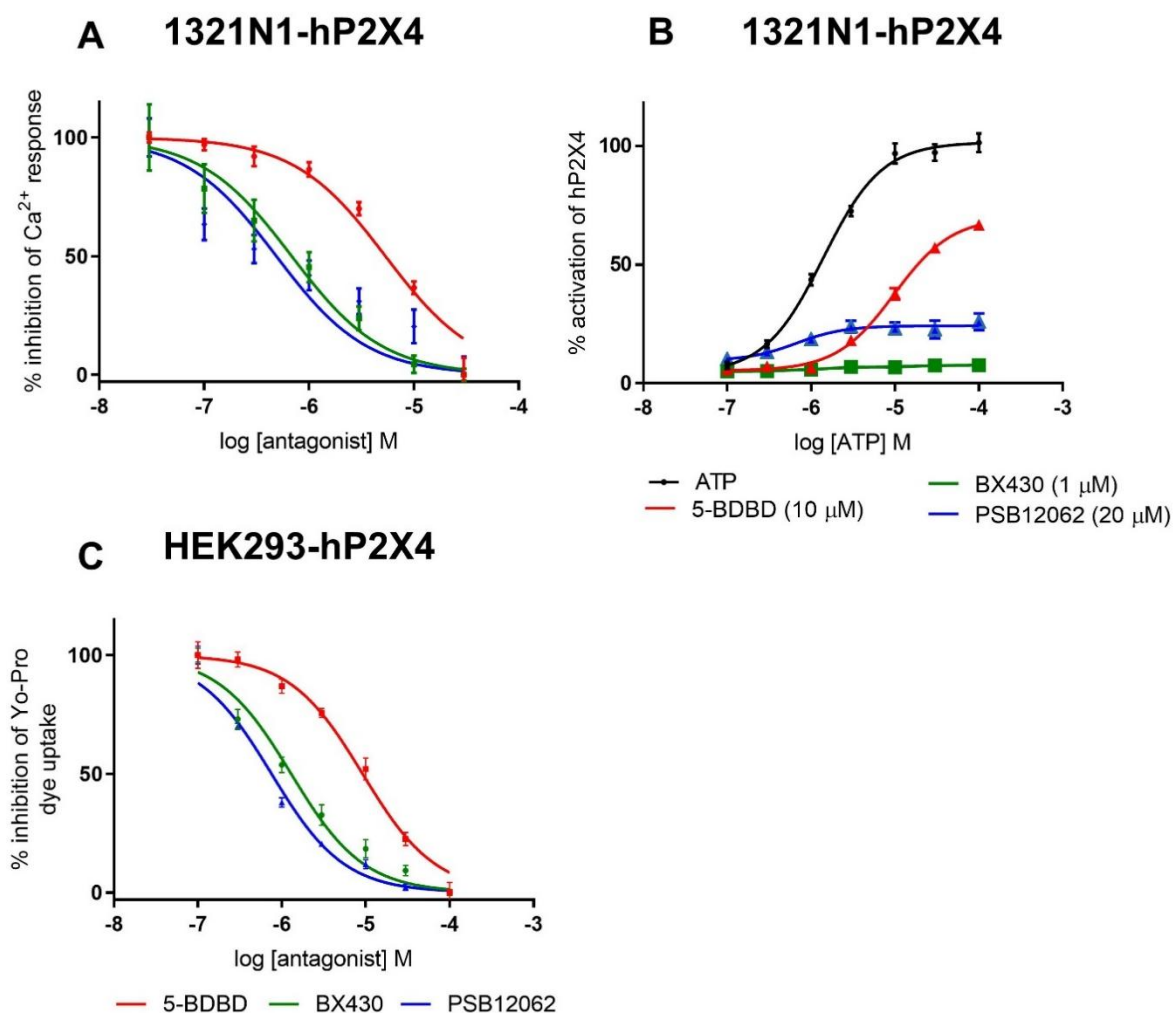 A 1321N1-hP2X4
% inhibition of Ca²⁺ response
100
50
0
-8 -7 -6 -5 -4
log [antagonist] M
B 1321N1-hP2X4
% activation of hP2X4
100
50
0
-8 -7 -6 -5 -4 -3
log [ATP] M
ATP
5-BDBD (10 μM)
BX430 (1 μM)
PSB12062 (20 μM)
C HEK293-hP2X4
% inhibition of Yo-Pro
dye uptake
100
50
0
-8 -7 -6 -5 -4 -3
log [antagonist] M
5-BDBD BX430 PSB12062